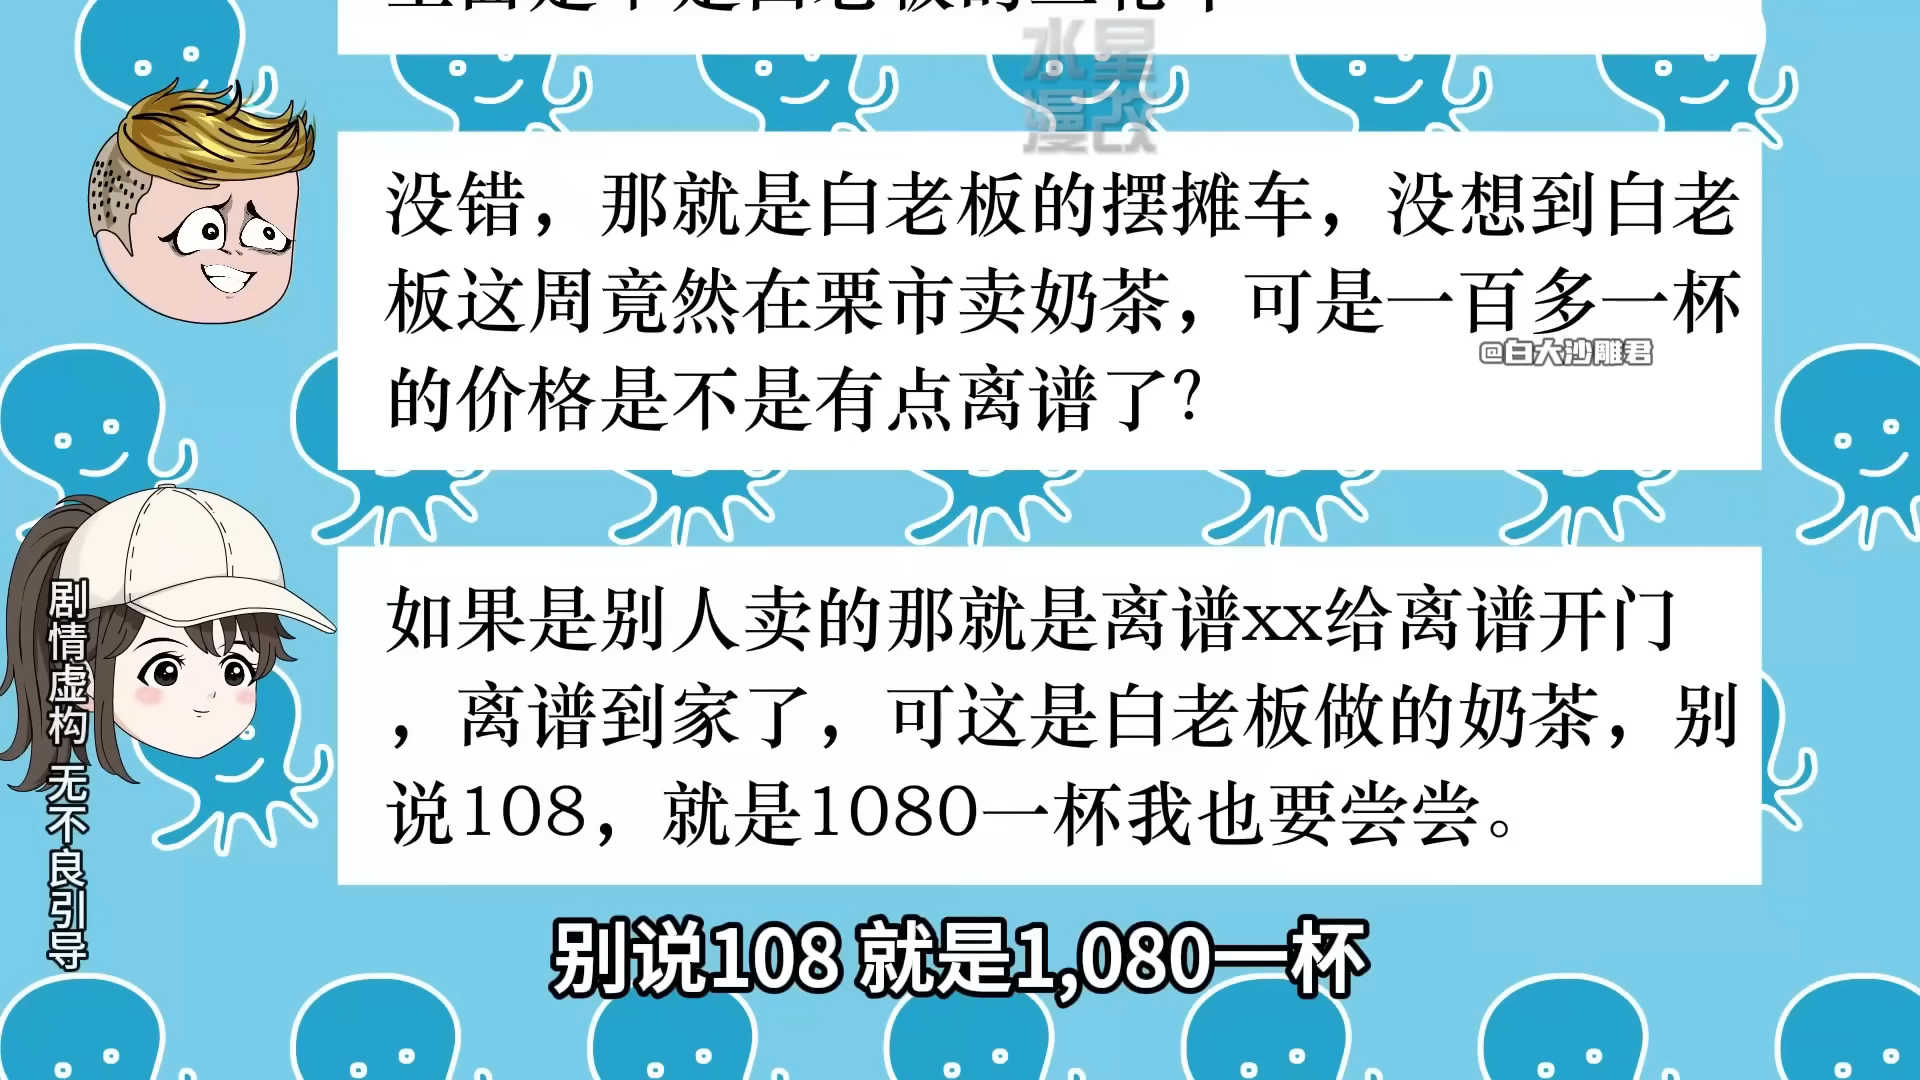 水星
漫改
没错，那就是白老板的摆摊车，没想到白老
板这周竟然在栗市卖奶茶，可是一百多一杯
@白大沙雕君
的价格是不是有点离谱了？
如果是别人卖的那就是离谱xx给离谱开门
，离谱到家了，可这是白老板做的奶茶，别
说108，就是1080一杯我也要尝尝。
剧情虚构 无不良引导
别说108 就是1,080一杯